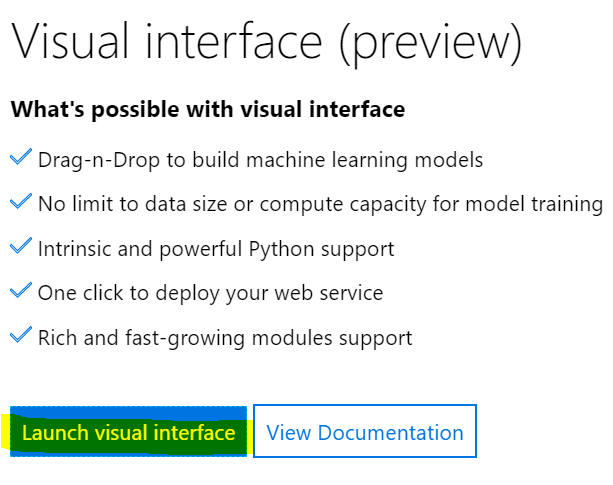 Visual interface (preview)
What's possible with visual interface
Drag-n-Drop to build machine learning models
No limit to data size or compute capacity for model training
Intrinsic and powerful Python support
One click to deploy your web service
Rich and fast-growing modules support
Launch visual interface
View Documentation